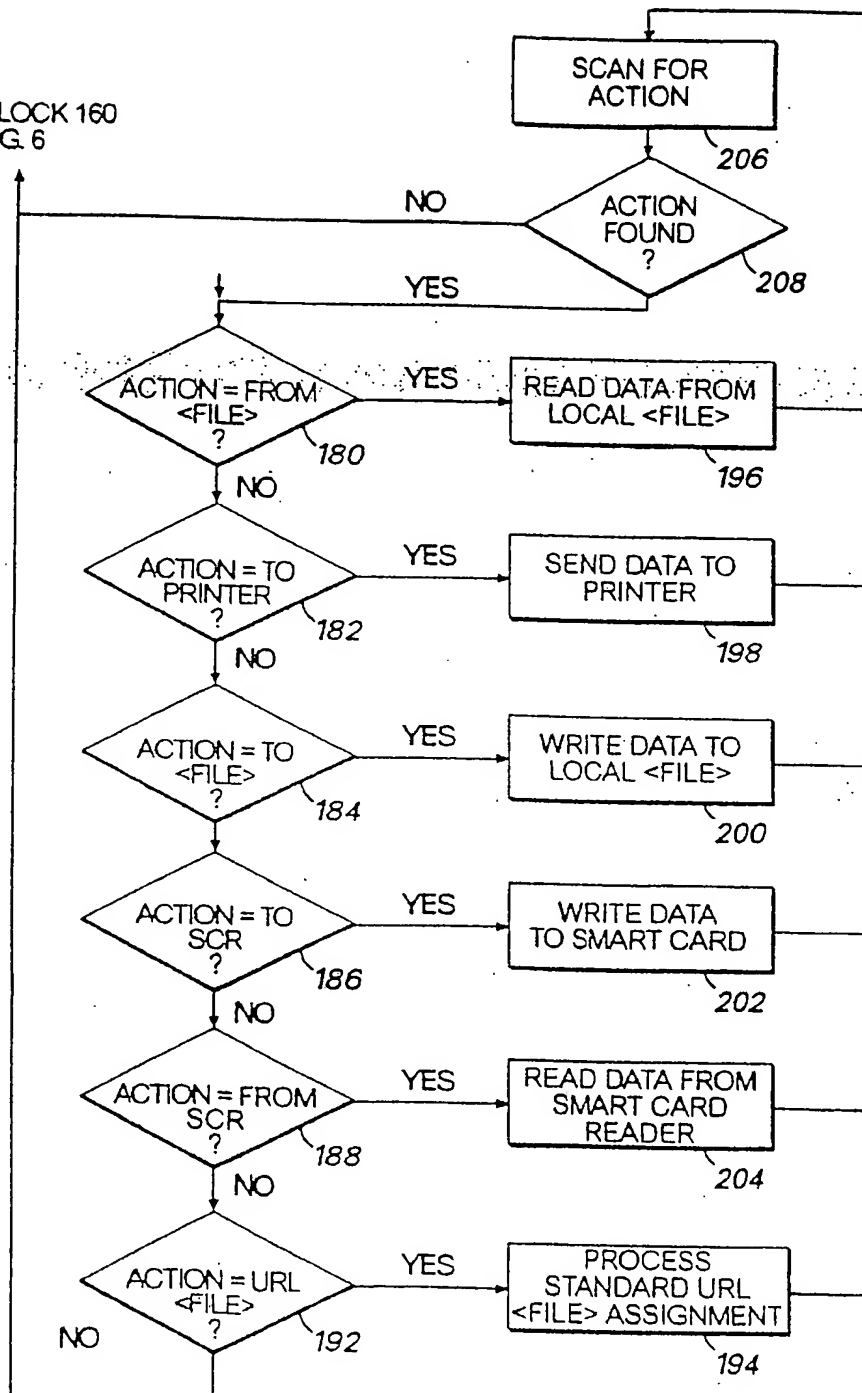 SCAN FOR
ACTION
206
LOCK 160
G. 6
NO
ACTION
FOUND
?
208
YES
ACTION = FROM
<FILE>
?
180
YES
READ DATA FROM
LOCAL <FILE>
196
NO
ACTION = TO
PRINTER
?
182
YES
SEND DATA TO
PRINTER
198
NO
ACTION = TO
<FILE>
?
184
YES
WRITE DATA TO
LOCAL <FILE>
200
ACTION = TO
SCR
?
186
YES
WRITE DATA
TO SMART CARD
202
NO
ACTION = FROM
SCR
?
188
YES
READ DATA FROM
SMART CARD
READER
204
NO
ACTION = URL
<FILE>
?
192
YES
PROCESS
STANDARD URL
<FILE> ASSIGNMENT
194
NO